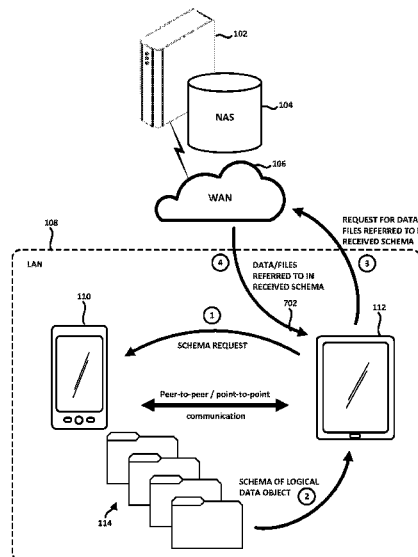 102
NAS
104
106
WAN
108
REQUEST FOR DATA
FILES REFERRED TO
RECEIVED SCHEMA
LAN
4
3
DATA/FILES
REFERRED TO IN
RECEIVED SCHEMA
110
702
112
1
SCHEMA REQUEST
Peer-to-peer / point-to-point
communication
SCHEMA OF LOGICAL
DATA OBJECT
2
114